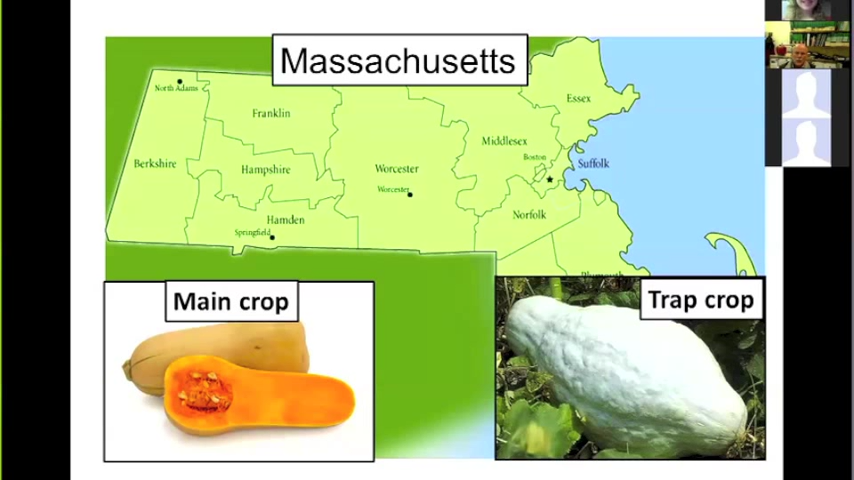 Massachusetts
North Adams
Franklin
Essex
Middlesex
Boston
Berkshire
Hampshire
Worcester
Suffolk
Worcester
Hamden
Springfield
Norfolk
Plymouth
Main crop
Trap crop